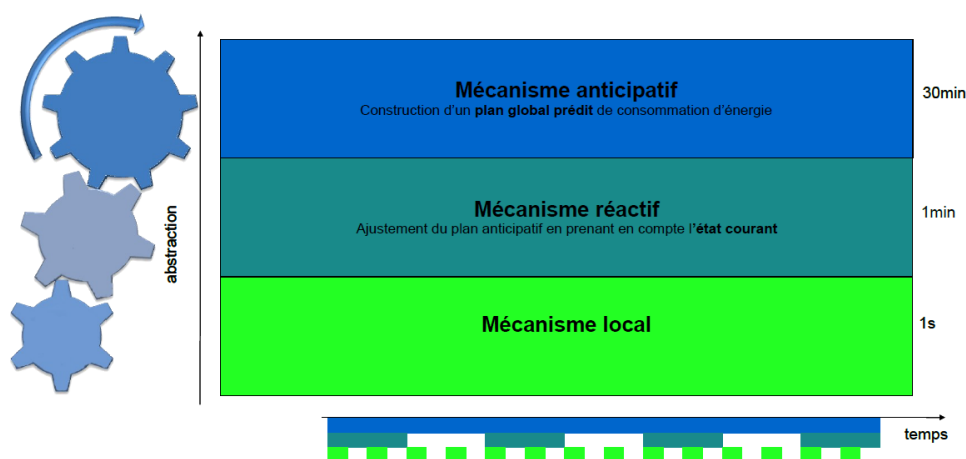 Mécanisme anticipatif
Construction d'un plan global prédit de consommation d'énergie
30min
Mécanisme réactif
Ajustement du plan anticipatif en prenant en compte l'état courant
1min
abstraction
Mécanisme local
1s
temps